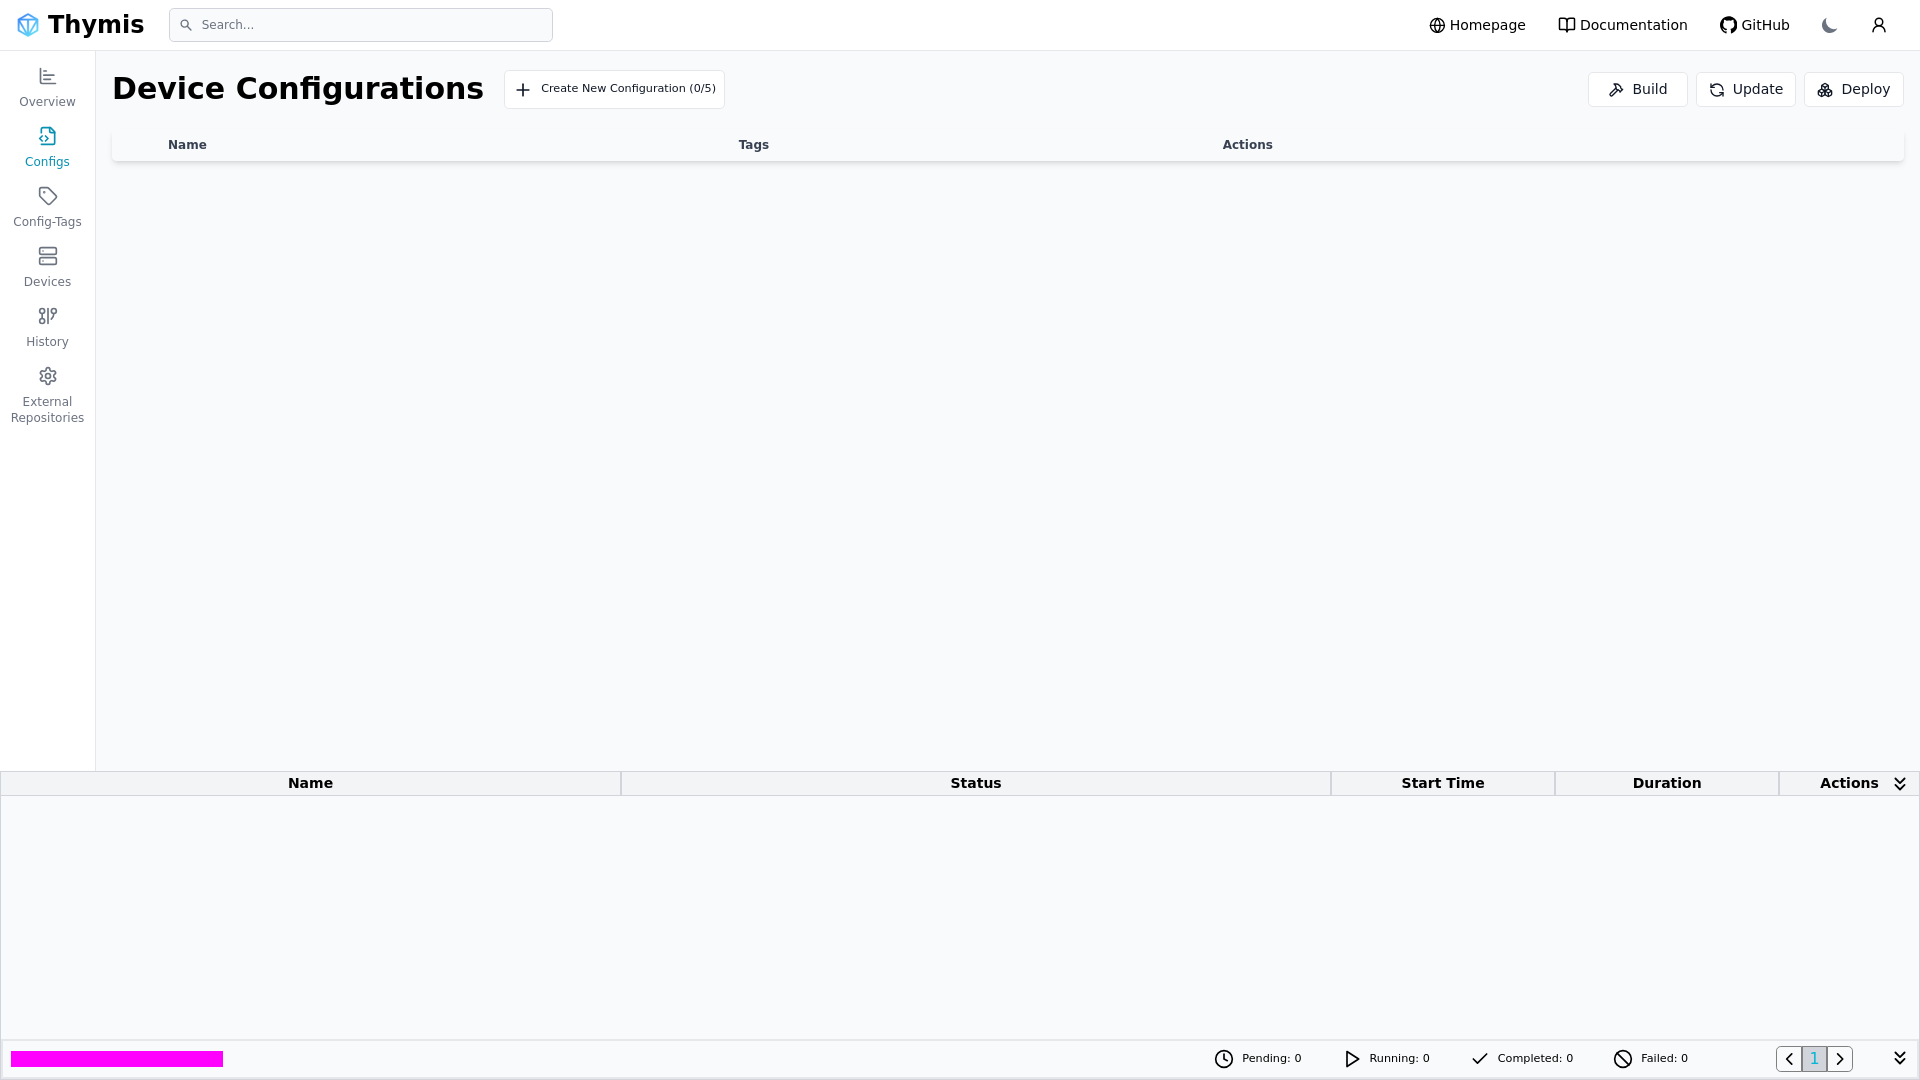 Thymis
Search...
Homepage
Documentation
GitHub
Overview
Configs
Config-Tags
Devices
History
External
Repositories
Device Configurations
Create New Configuration (0/5)
Build
Update
Deploy
Name
Tags
Actions
Name
Status
Start Time
Duration
Actions
Pending: 0
Running: 0
Completed: 0
Failed: 0
1